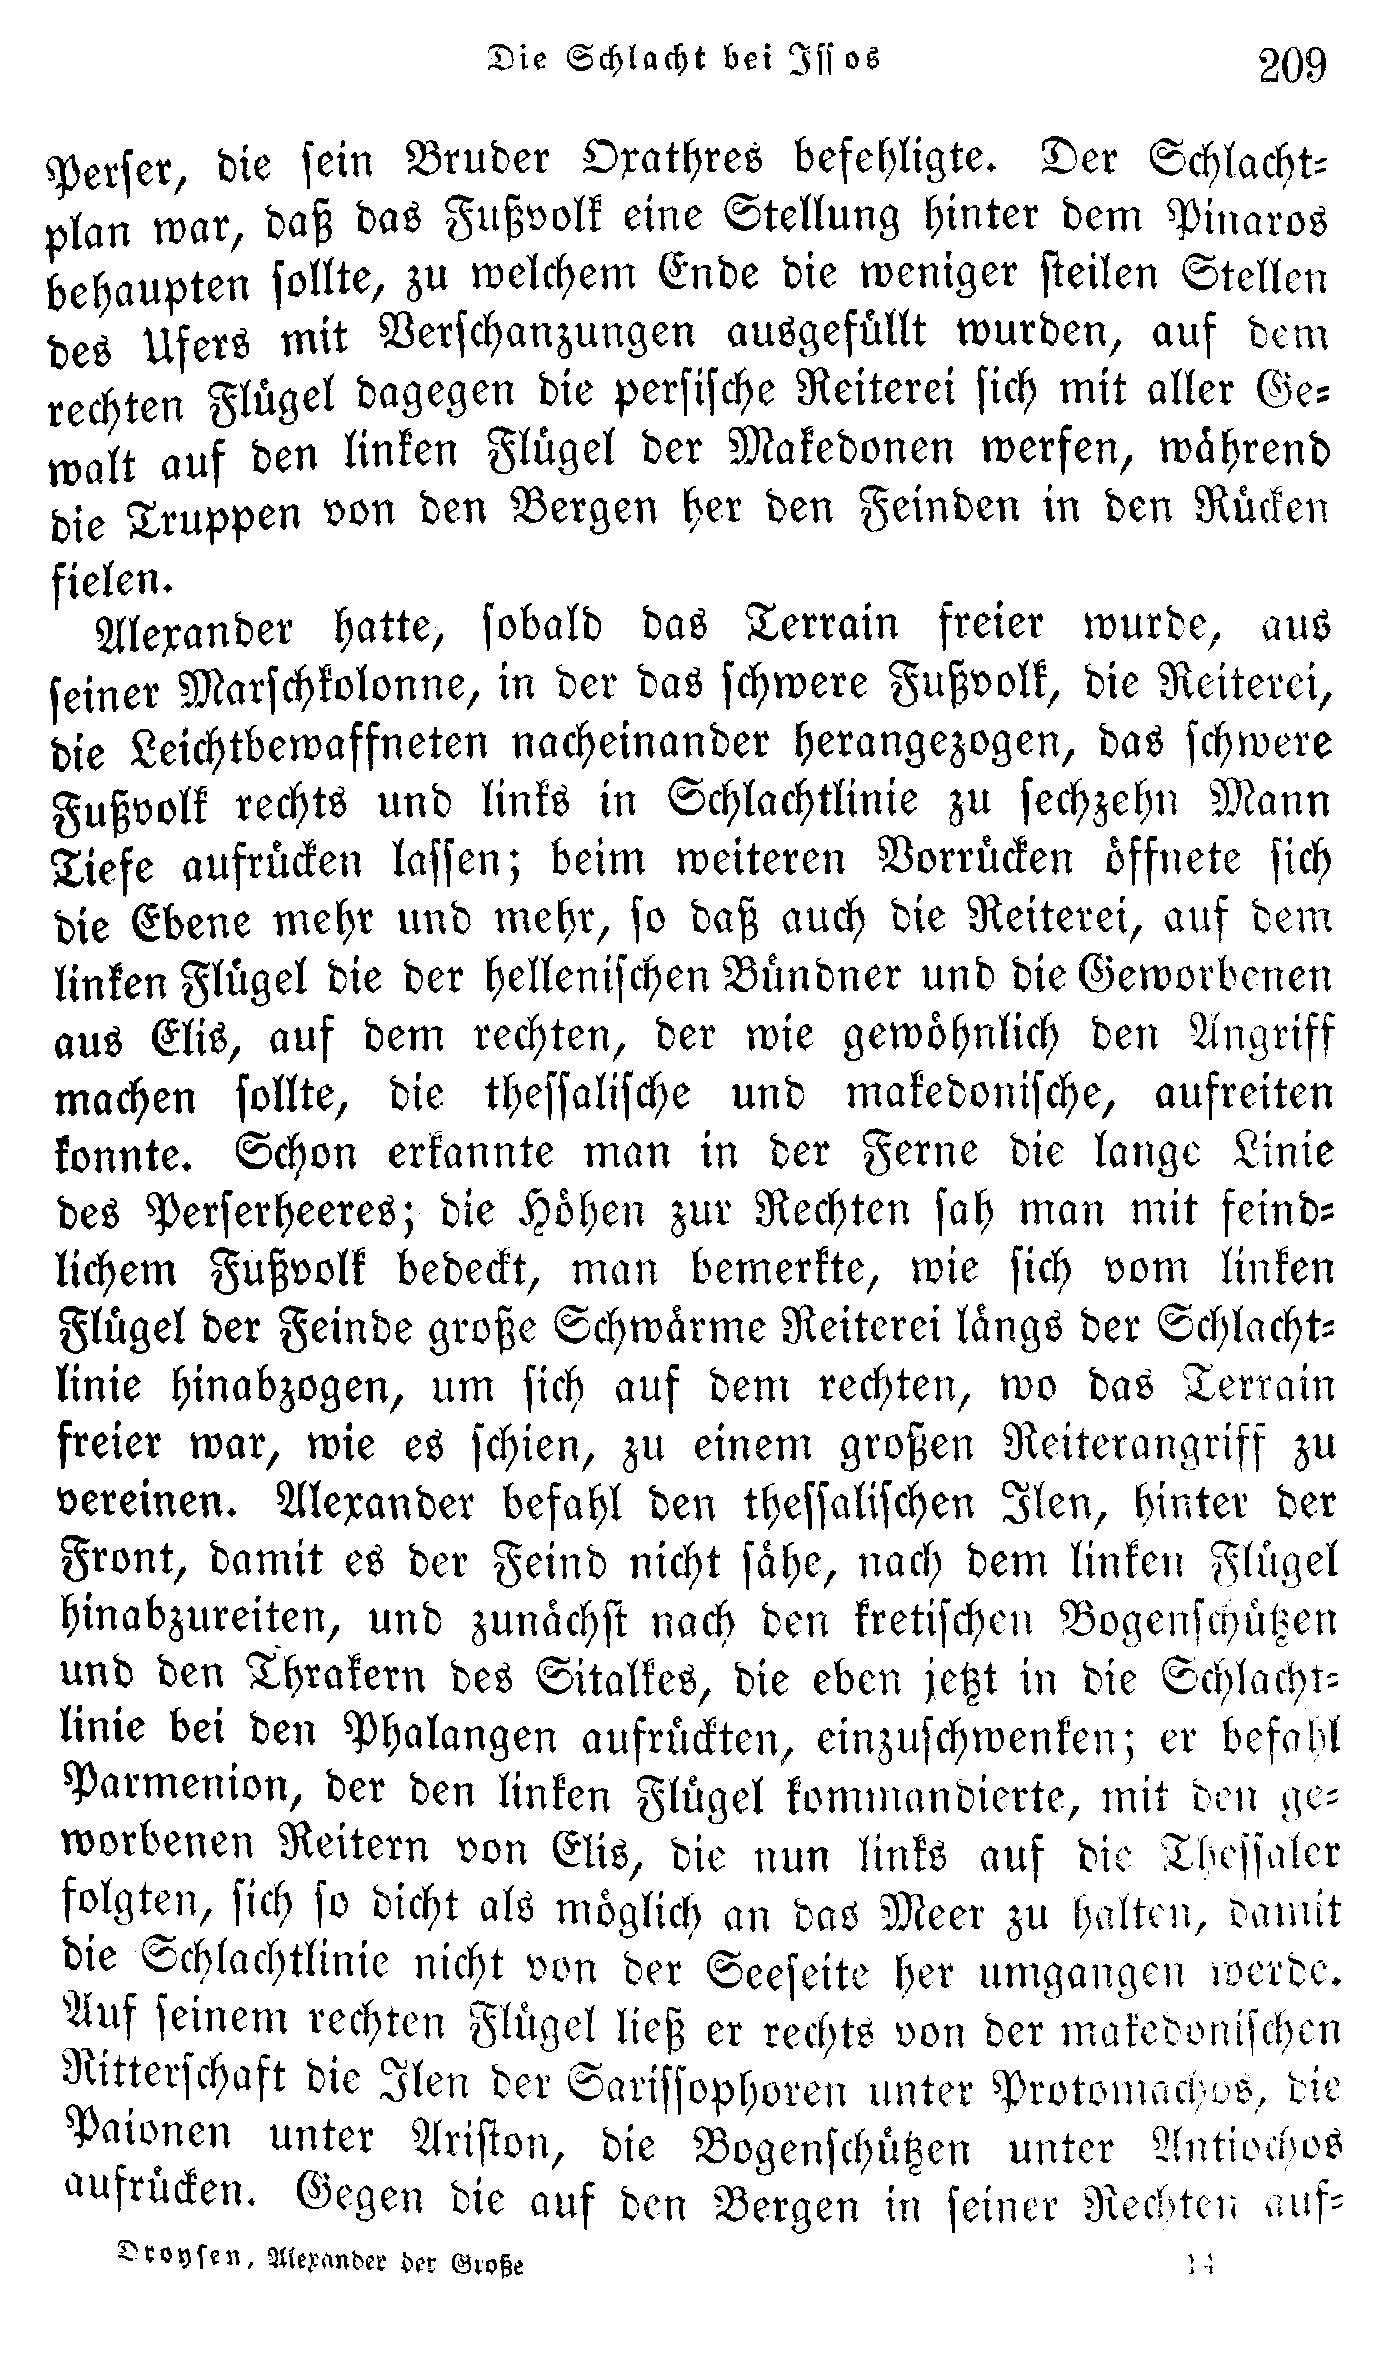 Die Schlacht bei Issos 209
Perser, die sein Bruder Oxathres befehligte. Der Schlacht-
plan war, daß das Fußvolk eine Stellung hinter dem Pinaros
behaupten sollte, zu welchem Ende die weniger steilen Stellen
des Ufers mit Verschanzungen ausgefüllt wurden, auf dem
rechten Flügel dagegen die persische Reiterei sich mit aller Ge-
walt auf den linken Flügel der Makedonen werfen, während
die Truppen von den Bergen her den Feinden in den Rücken
fielen.
Alexander hatte, sobald das Terrain freier wurde, aus
seiner Marschkolonne, in der das schwere Fußvolk, die Reiterei,
die Leichtbewaffneten nacheinander herangezogen, das schwere
Fußvolk rechts und links in Schlachtlinie zu sechzehn Mann
Tiefe aufrücken lassen; beim weiteren Vorrücken öffnete sich
die Ebene mehr und mehr, so daß auch die Reiterei, auf dem
linken Flügel die der hellenischen Bündner und die Geworbenen
aus Elis, auf dem rechten, der wie gewöhnlich den Angriff
machen sollte, die thessalische und makedonische, aufreiten
konnte. Schon erkannte man in der Ferne die lange Linie
des Perserheeres; die Höhen zur Rechten sah man mit feind-
lichem Fußvolk bedeckt, man bemerkte, wie sich vom linken
Flügel der Feinde große Schwärme Reiterei längs der Schlacht-
linie hinabzogen, um sich auf dem rechten, wo das Terrain
freier war, wie es schien, zu einem großen Reiterangriff zu
vereinen. Alexander befahl den thessalischen Ilen, hinter der
Front, damit es der Feind nicht sähe, nach dem linken Flügel
hinabzureiten, und zunächst nach den kretischen Bogenschützen
und den Thrakern des Sitalkes, die eben jetzt in die Schlacht-
linie bei den Phalangen aufrückten, einzuschwenken; er befahl
Parmenion, der den linken Flügel kommandierte, mit den ge-
worbenen Reitern von Elis, die nun links auf die Thessaler
folgten, sich so dicht als möglich an das Meer zu halten, damit
die Schlachtlinie nicht von der Seeseite her umgangen werde.
Auf seinem rechten Flügel ließ er rechts von der makedonischen
Ritterschaft die Ilen der Sarissophoren unter Protomachos, die
Paionen unter Ariston, die Bogenschützen unter Antiochos
aufrücken. Gegen die auf den Bergen in seiner Rechten auf-
Droysen, Alexander der Große 14